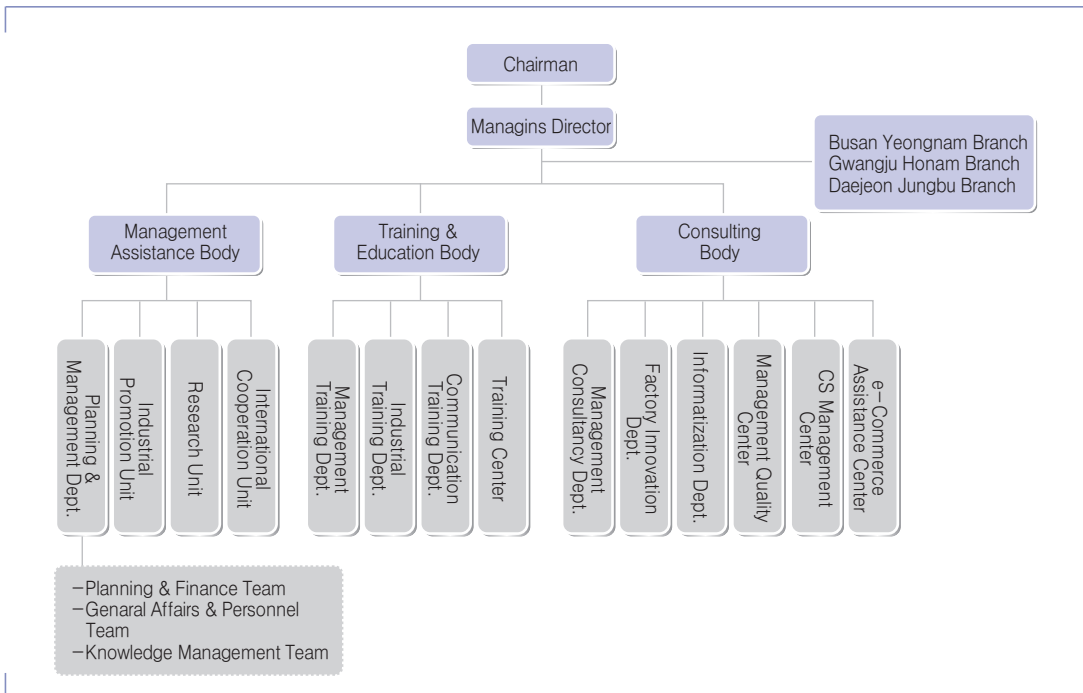 Chairman
Managins Director
Busan Yeongnam Branch
Gwangju Honam Branch
Daejeon Jungbu Branch
Management
Assistance Body
Training &
Education Body
Consulting
Body
Planning &
Management Dept.
Industrial
Promotion Unit
Research Unit
International
Cooperation Unit
Management
Training Dept.
Industrial
Training Dept.
Communication
Training Dept.
Training Center
Management
Consultancy Dept.
Factory Innovation
Dept.
Informatization Dept.
Management Quality
Center
CS Management
Center
e-Commerce
Assistance Center
-Planning & Finance Team
-Genaral Affairs & Personnel
Team
-Knowledge Management Team